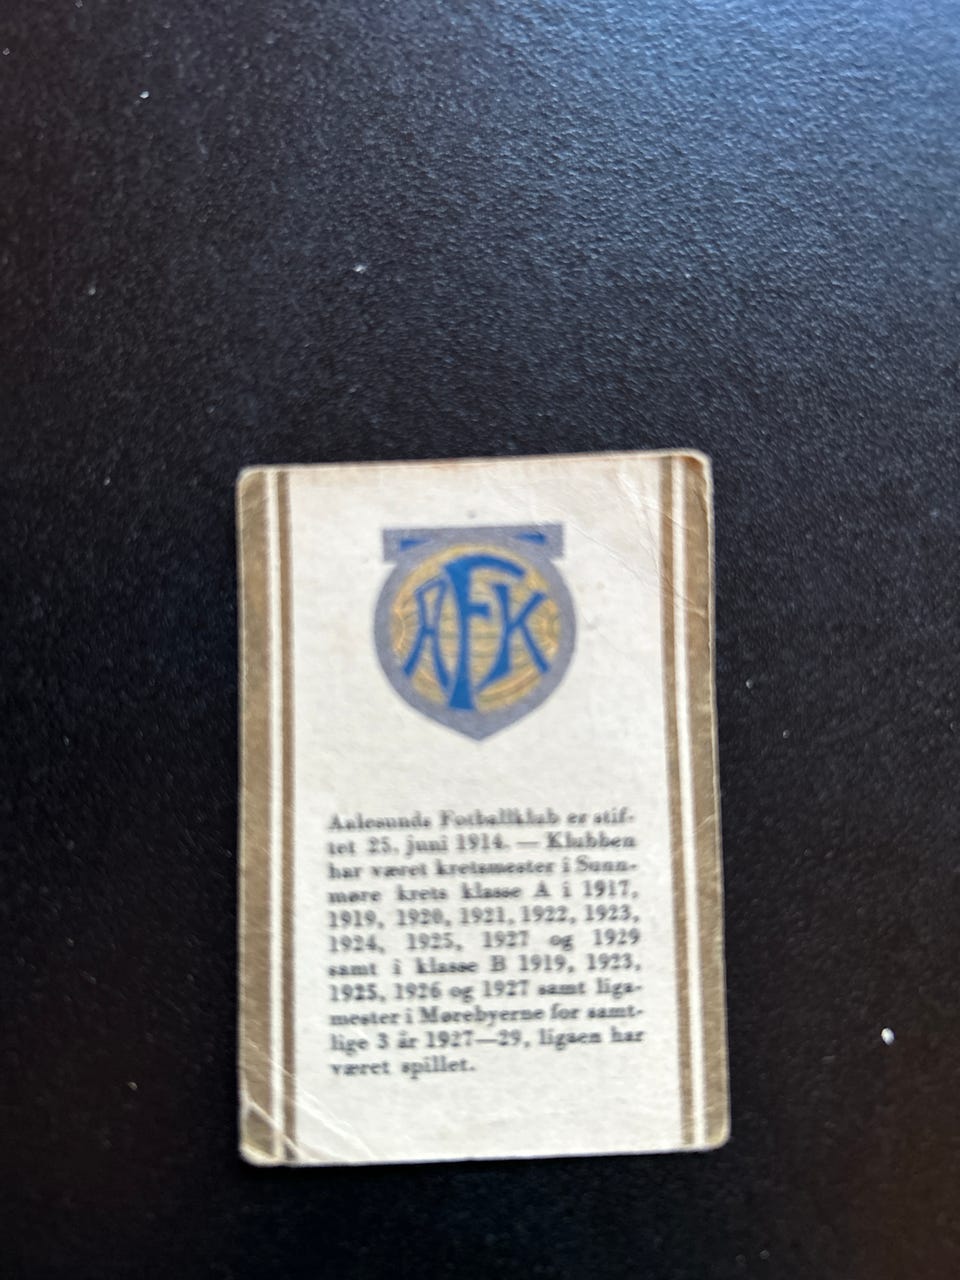 AFK
Aalesunds Fotballklub er stif-
tet 25. juni 1914. — Klubben
har været kretsmester i Sunn-
møre krets klasse A i 1917,
1919, 1920, 1921, 1922, 1923,
1924, 1925, 1927 og 1929
samt i klasse B 1919, 1923,
1925, 1926 og 1927 samt liga-
mester i Mørebyerne for samt-
lige 3 år 1927—29, ligaen har
været spillet.